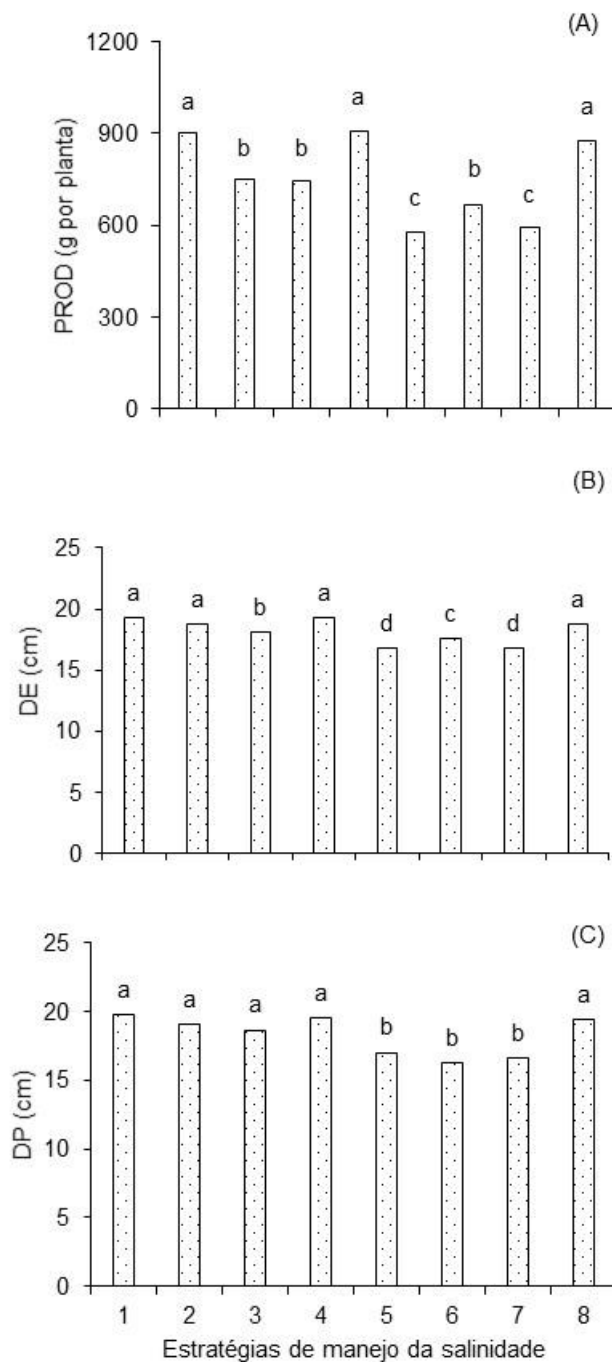 (A)
PROD (g por planta)
1200
900
600
300
0
a b b a c b c a
(B)
DE (cm)
25
20
15
10
5
0
a a b a d c d a
(C)
DP (cm)
25
20
15
10
5
0
a a a a b b b a
1 2 3 4 5 6 7 8
Estratégias de manejo da salinidade